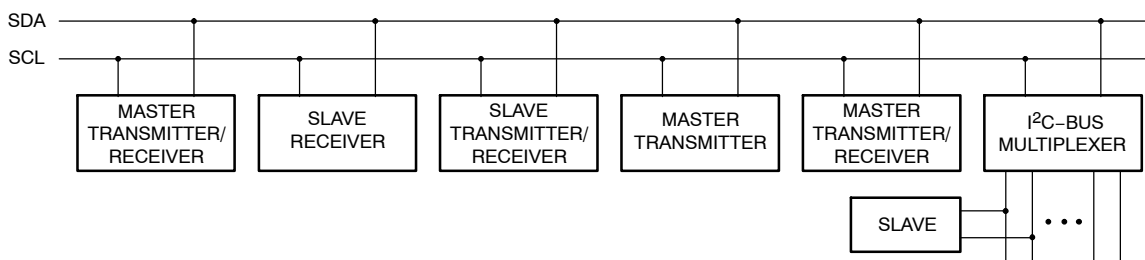 SDA
SCL
MASTER
TRANSMITTER/
RECEIVER
SLAVE
RECEIVER
SLAVE
TRANSMITTER/
RECEIVER
MASTER
TRANSMITTER
MASTER
TRANSMITTER/
RECEIVER
I²C−BUS
MULTIPLEXER
SLAVE